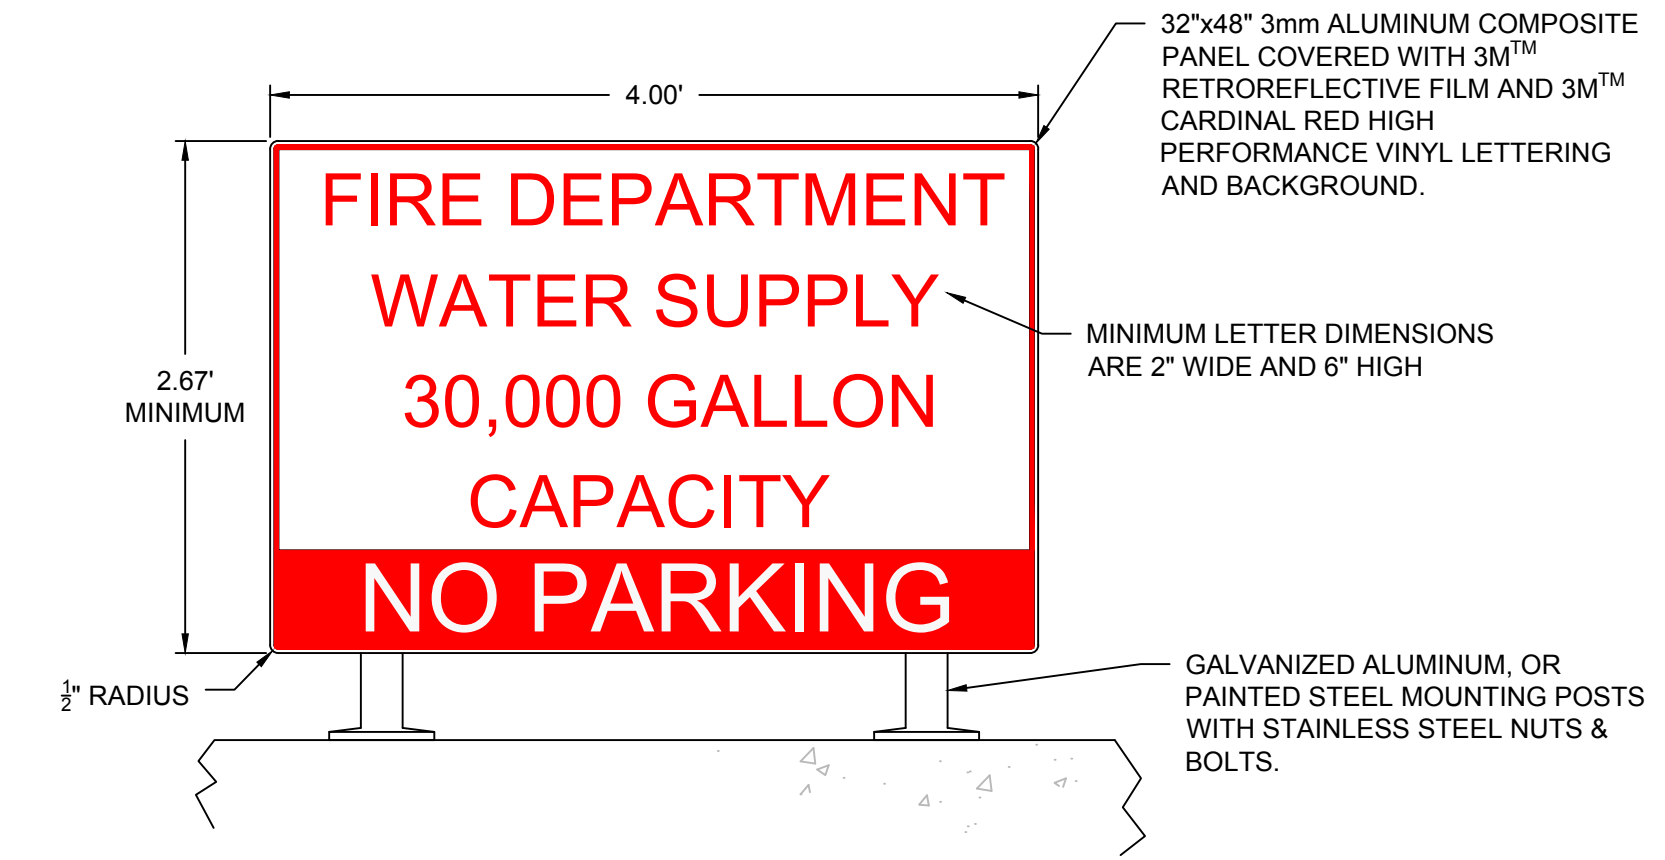 32"x48" 3mm ALUMINUM COMPOSITE
PANEL COVERED WITH 3M™
RETROREFLECTIVE FILM AND 3M™
CARDINAL RED HIGH
PERFORMANCE VINYL LETTERING
AND BACKGROUND.
4.00'
FIRE DEPARTMENT
WATER SUPPLY
30,000 GALLON
CAPACITY
NO PARKING
MINIMUM LETTER DIMENSIONS
ARE 2" WIDE AND 6" HIGH
2.67'
MINIMUM
½" RADIUS
GALVANIZED ALUMINUM, OR
PAINTED STEEL MOUNTING POSTS
WITH STAINLESS STEEL NUTS &
BOLTS.